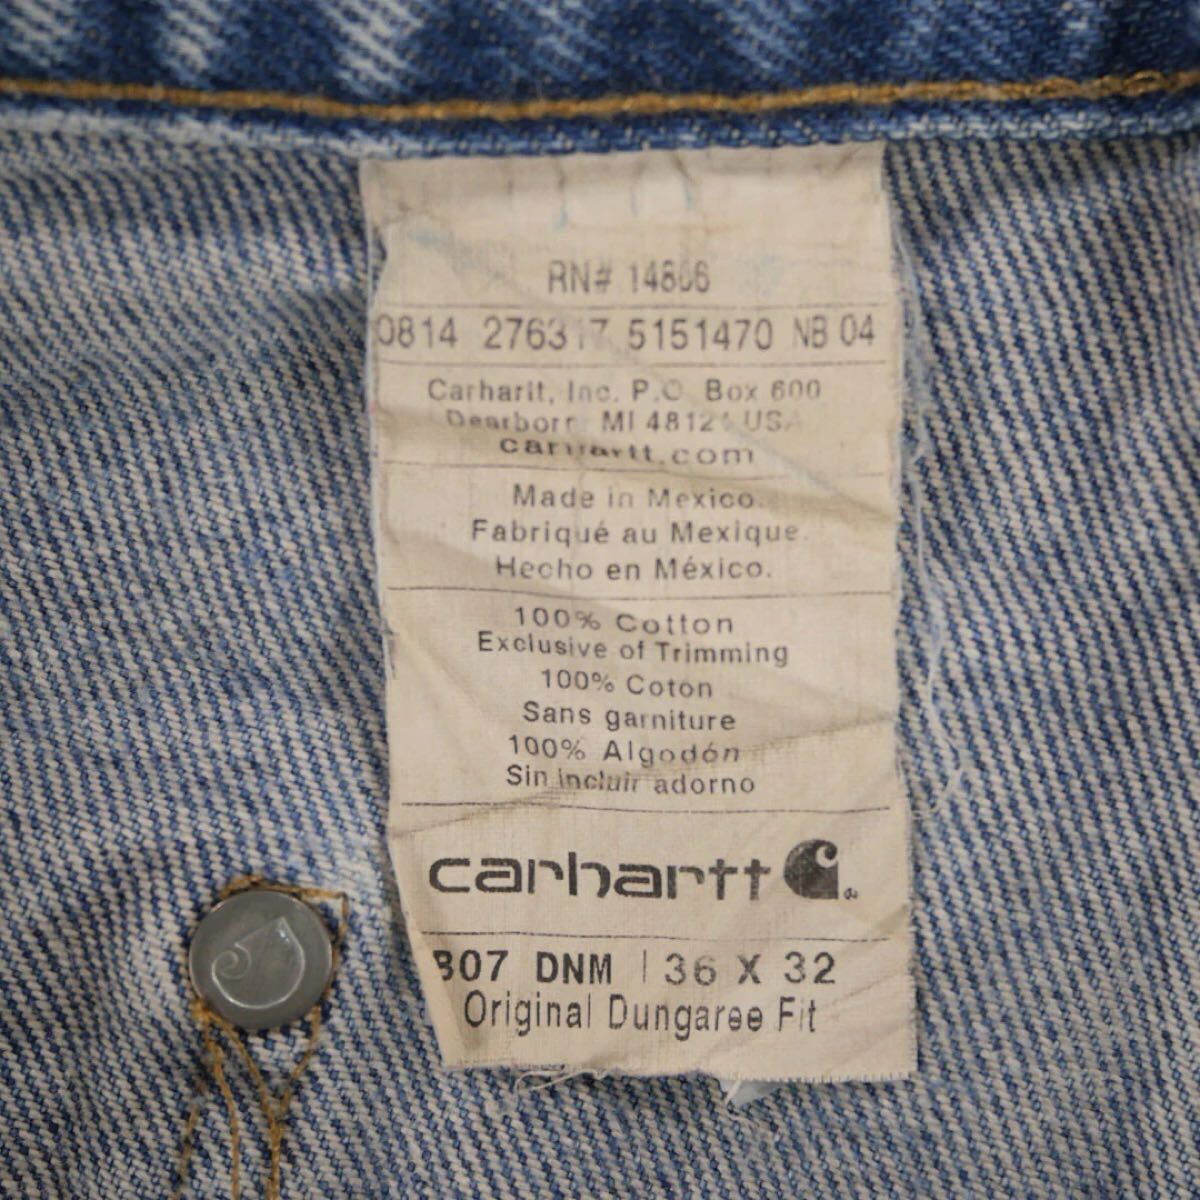 RN# 14866
0814 276317 5151470 NB 04
Carhartt, Inc. P.O. Box 600
Dearborn, MI 48121 USA
carhartt.com
Made in Mexico.
Fabriqué au Mexique.
Hecho en México.
100% Cotton
Exclusive of Trimming
100% Coton
Sans garniture
100% Algodón
Sin incluir adorno
carhartt
B07 DNM | 36 X 32
Original Dungaree Fit